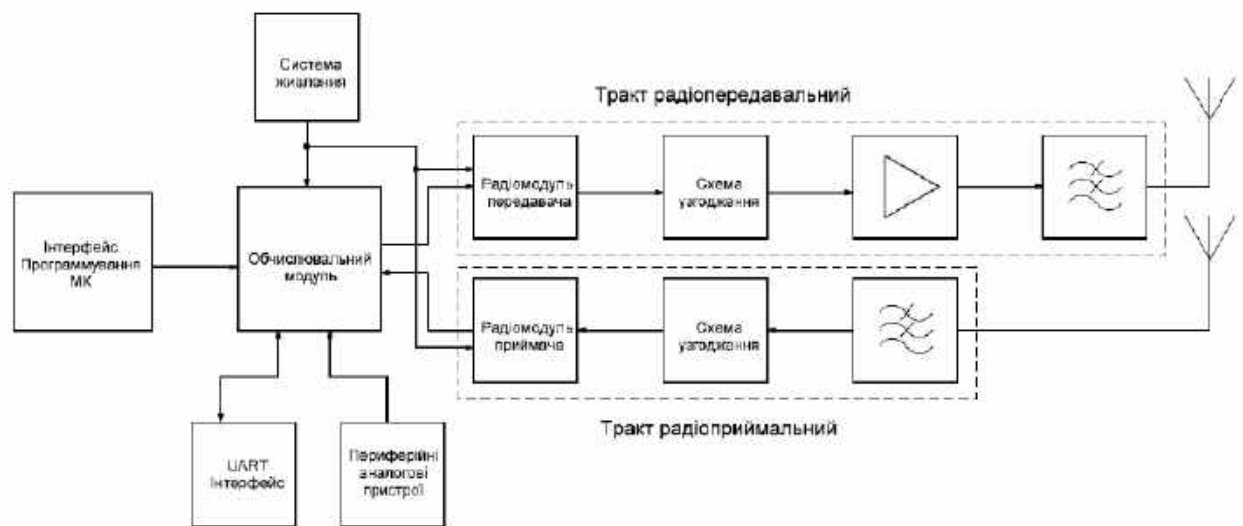 Система
живлення
Тракт радіопередавальний
Радіомодуль
передавача
Схема
узгодження
Інтерфейс
Программування
МК
Обчислювальний
модуль
Радіомодуль
приймача
Схема
узгодження
Тракт радіоприймальний
UART
Інтерфейс
Периферійні
аналогові
пристрої